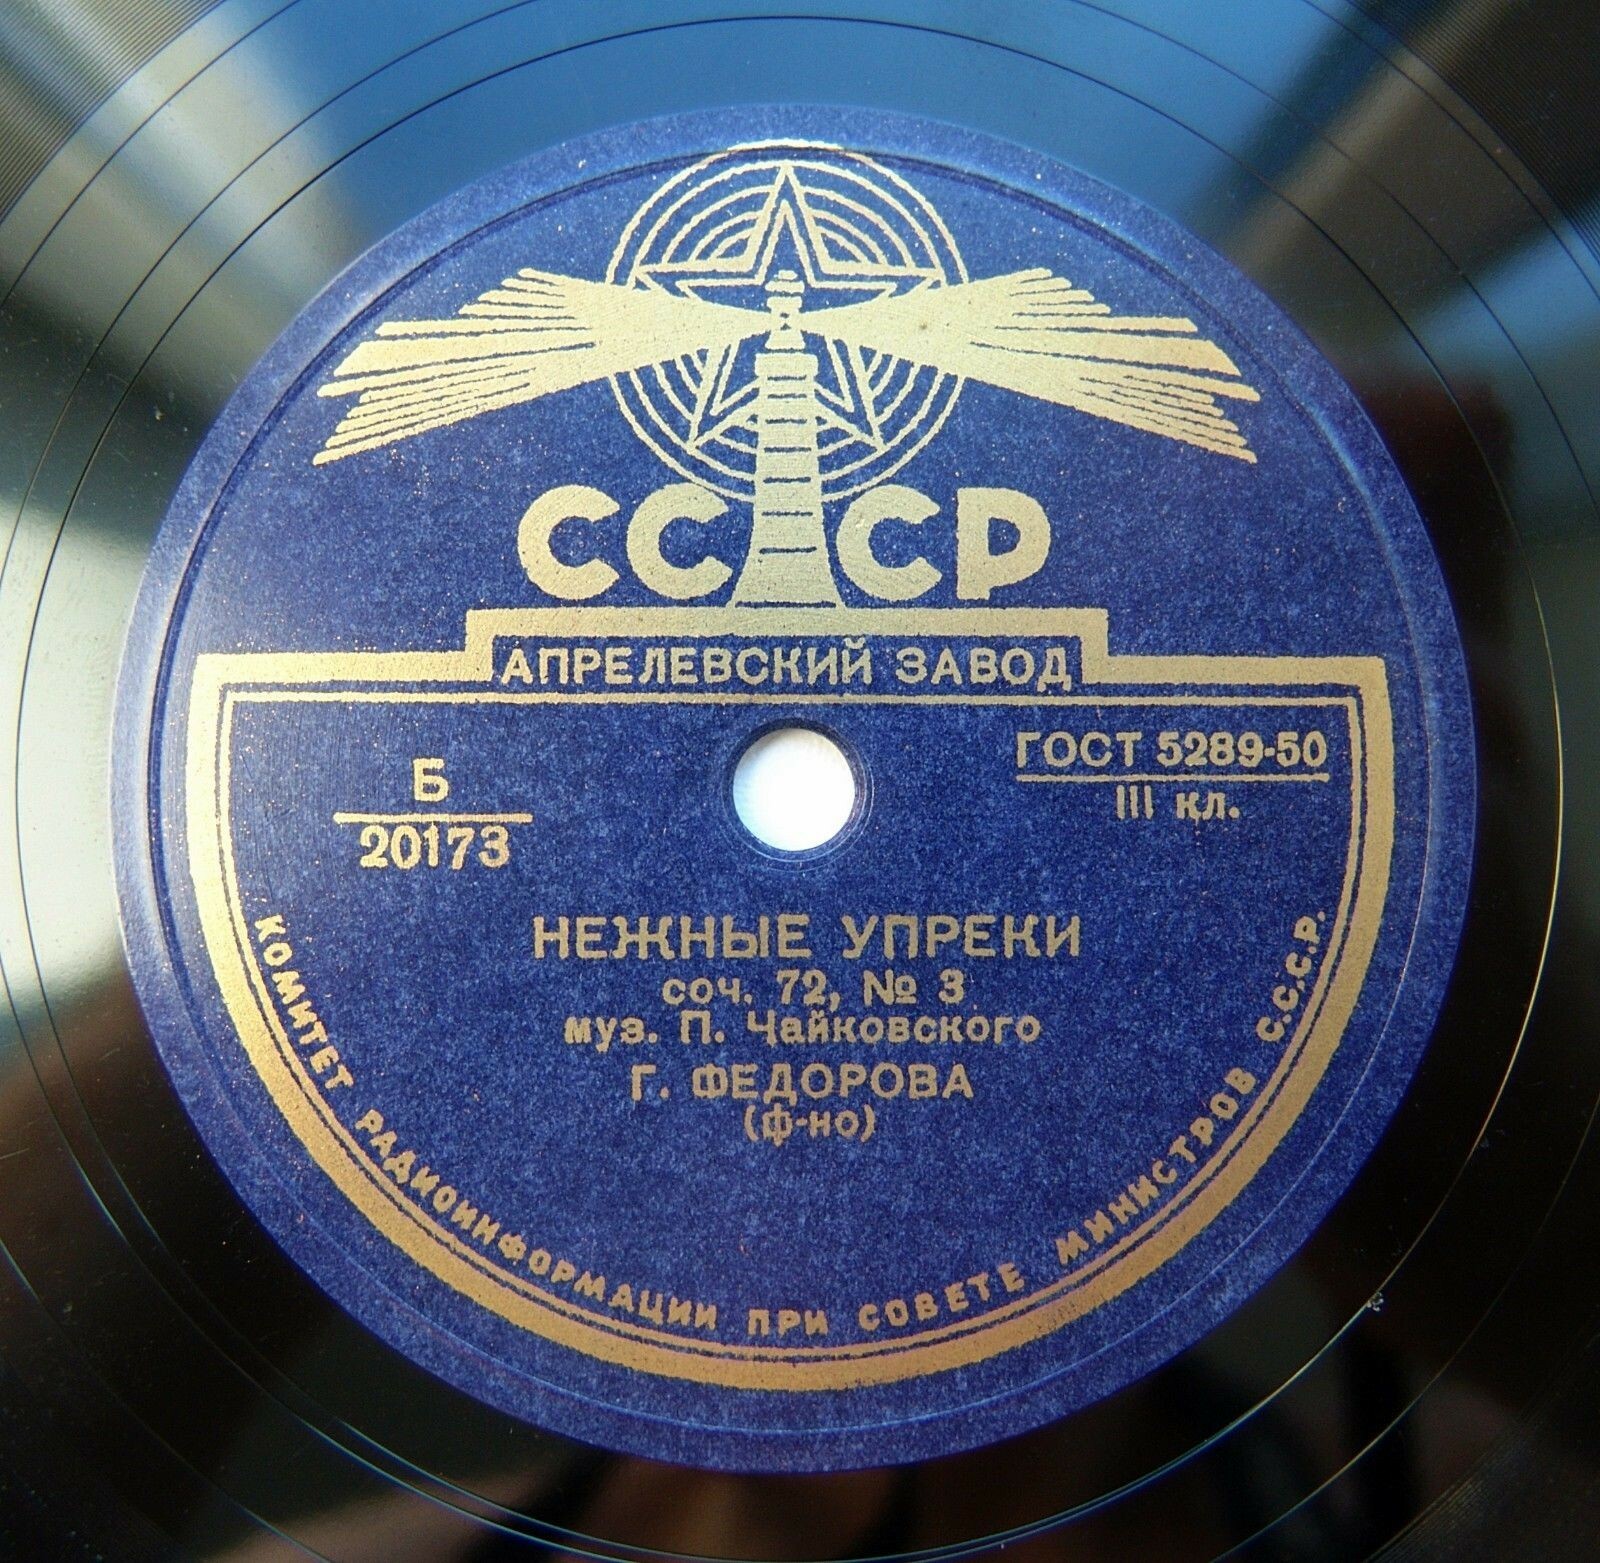 СССР
АПРЕЛЕВСКИЙ ЗАВОД
Б
20173
ГОСТ 5289-50
III кл.
НЕЖНЫЕ УПРЕКИ
соч. 72, № 3
муз. П. Чайковского
Г. ФЕДОРОВА
(ф-но)
КОМИТЕТ РАДИОИНФОРМАЦИИ ПРИ СОВЕТЕ МИНИСТРОВ С.С.С.Р.